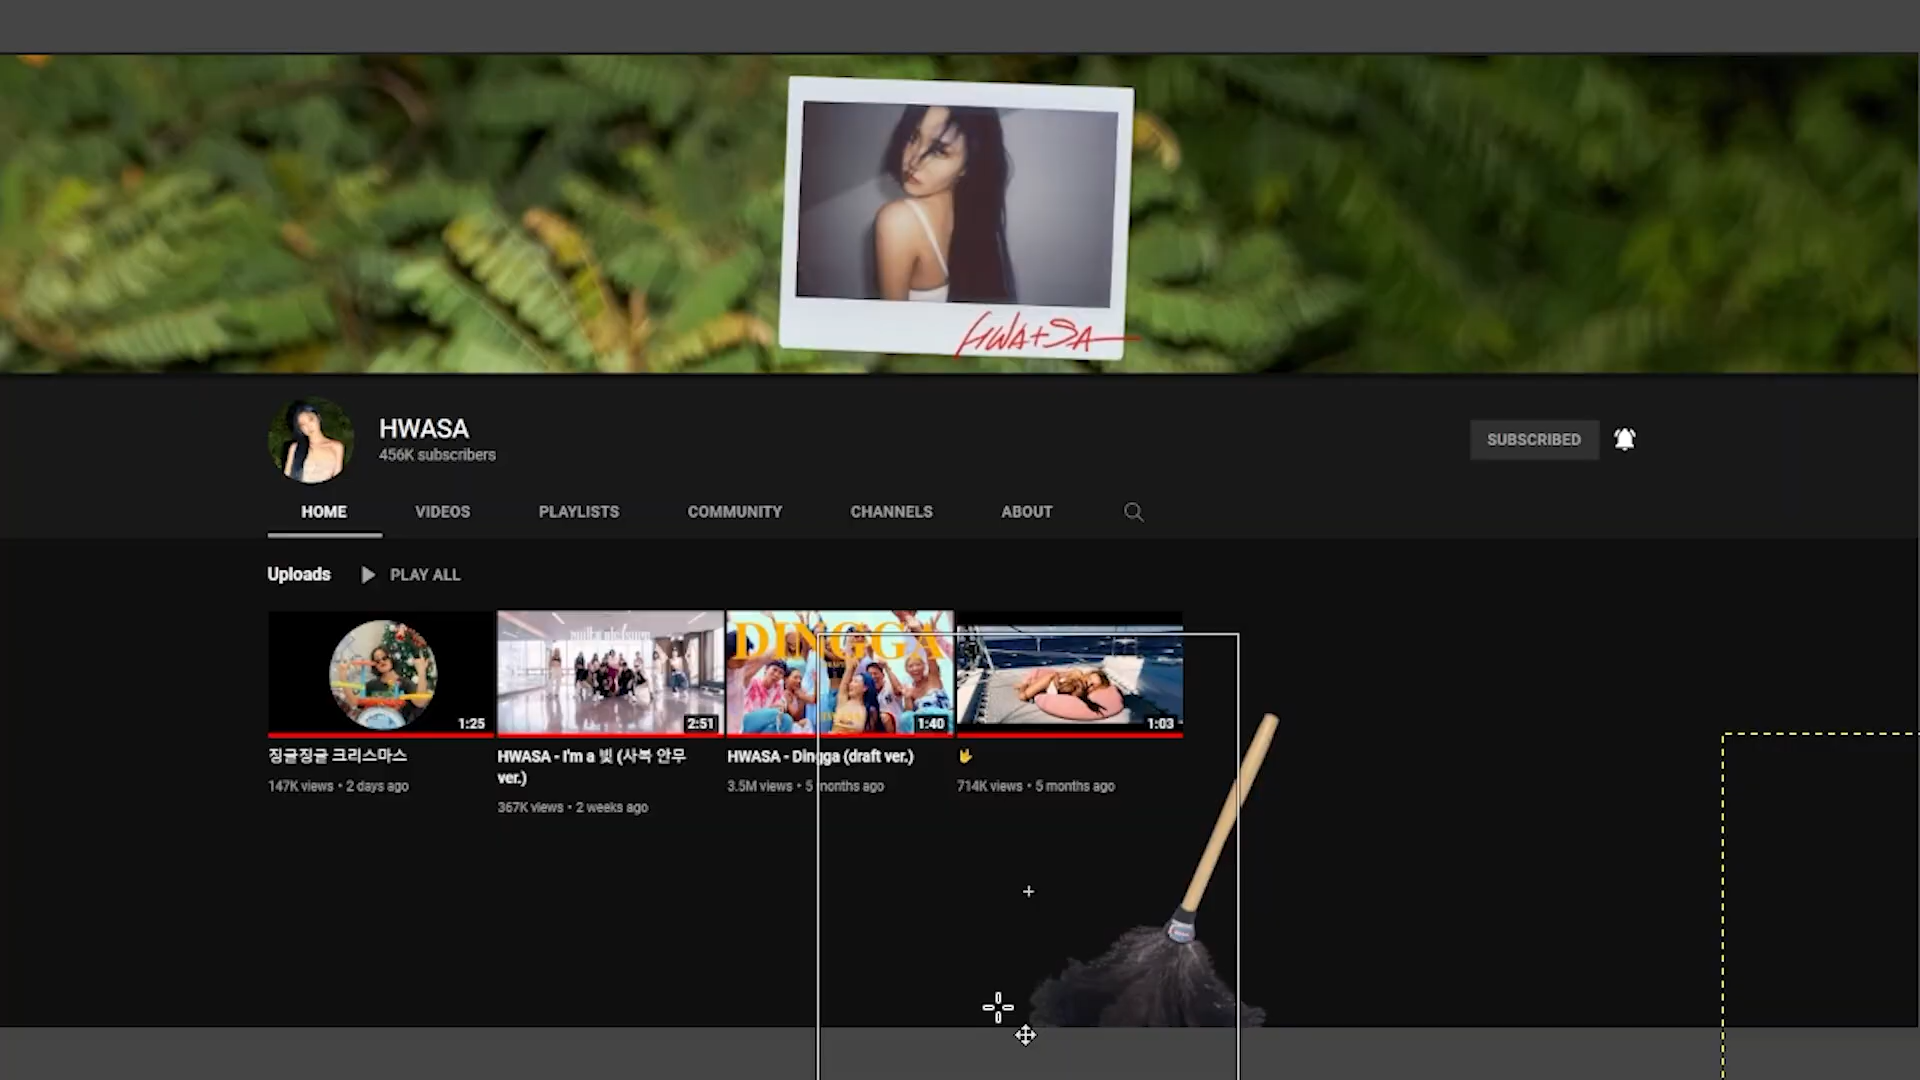 HWA+SA
HWASA
456K subscribers
SUBSCRIBED
HOME VIDEOS PLAYLISTS COMMUNITY CHANNELS ABOUT
Uploads PLAY ALL
DINGGA
1:25 2:51 1:40 1:03
징글징글 크리스마스
147K views • 2 days ago
HWASA - I'm a 빛 (사복 안무
ver.)
367K views • 2 weeks ago
HWASA - Dingga (draft ver.)
3.5M views • 5 months ago
🤟
714K views • 5 months ago